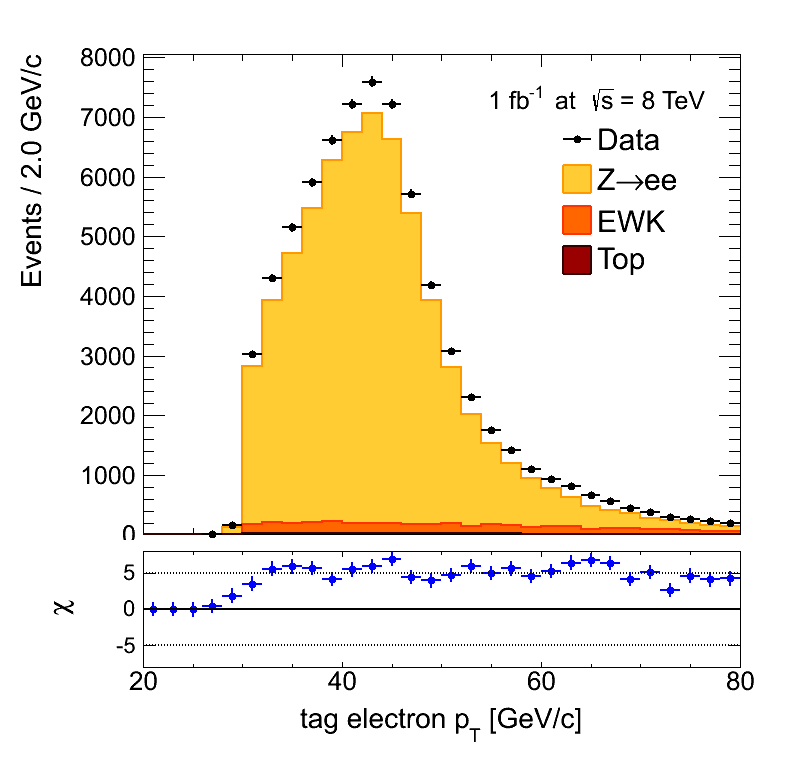 8000
7000
6000
5000
4000
3000
2000
1000
0
Events / 2.0 GeV/c
1 fb⁻¹ at √s = 8 TeV
Data
Z→ee
EWK
Top
5
0
-5
χ
20 40 60 80
tag electron p_T [GeV/c]